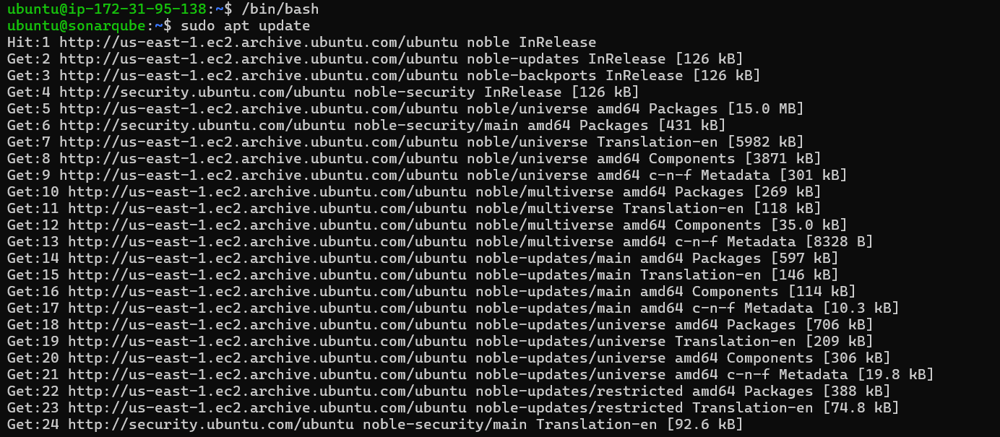 ubuntu@ip-172-31-95-138:~$ /bin/bash
ubuntu@sonarqube:~$ sudo apt update
Hit:1 http://us-east-1.ec2.archive.ubuntu.com/ubuntu noble InRelease
Get:2 http://us-east-1.ec2.archive.ubuntu.com/ubuntu noble-updates InRelease [126 kB]
Get:3 http://us-east-1.ec2.archive.ubuntu.com/ubuntu noble-backports InRelease [126 kB]
Get:4 http://security.ubuntu.com/ubuntu noble-security InRelease [126 kB]
Get:5 http://us-east-1.ec2.archive.ubuntu.com/ubuntu noble/universe amd64 Packages [15.0 MB]
Get:6 http://security.ubuntu.com/ubuntu noble-security/main amd64 Packages [431 kB]
Get:7 http://us-east-1.ec2.archive.ubuntu.com/ubuntu noble/universe Translation-en [5982 kB]
Get:8 http://us-east-1.ec2.archive.ubuntu.com/ubuntu noble/universe amd64 Components [3871 kB]
Get:9 http://us-east-1.ec2.archive.ubuntu.com/ubuntu noble/universe amd64 c-n-f Metadata [301 kB]
Get:10 http://us-east-1.ec2.archive.ubuntu.com/ubuntu noble/multiverse amd64 Packages [269 kB]
Get:11 http://us-east-1.ec2.archive.ubuntu.com/ubuntu noble/multiverse Translation-en [118 kB]
Get:12 http://us-east-1.ec2.archive.ubuntu.com/ubuntu noble/multiverse amd64 Components [35.0 kB]
Get:13 http://us-east-1.ec2.archive.ubuntu.com/ubuntu noble/multiverse amd64 c-n-f Metadata [8328 B]
Get:14 http://us-east-1.ec2.archive.ubuntu.com/ubuntu noble-updates/main amd64 Packages [597 kB]
Get:15 http://us-east-1.ec2.archive.ubuntu.com/ubuntu noble-updates/main Translation-en [146 kB]
Get:16 http://us-east-1.ec2.archive.ubuntu.com/ubuntu noble-updates/main amd64 Components [114 kB]
Get:17 http://us-east-1.ec2.archive.ubuntu.com/ubuntu noble-updates/main amd64 c-n-f Metadata [10.3 kB]
Get:18 http://us-east-1.ec2.archive.ubuntu.com/ubuntu noble-updates/universe amd64 Packages [706 kB]
Get:19 http://us-east-1.ec2.archive.ubuntu.com/ubuntu noble-updates/universe Translation-en [209 kB]
Get:20 http://us-east-1.ec2.archive.ubuntu.com/ubuntu noble-updates/universe amd64 Components [306 kB]
Get:21 http://us-east-1.ec2.archive.ubuntu.com/ubuntu noble-updates/universe amd64 c-n-f Metadata [19.8 kB]
Get:22 http://us-east-1.ec2.archive.ubuntu.com/ubuntu noble-updates/restricted amd64 Packages [388 kB]
Get:23 http://us-east-1.ec2.archive.ubuntu.com/ubuntu noble-updates/restricted Translation-en [74.8 kB]
Get:24 http://security.ubuntu.com/ubuntu noble-security/main Translation-en [92.6 kB]